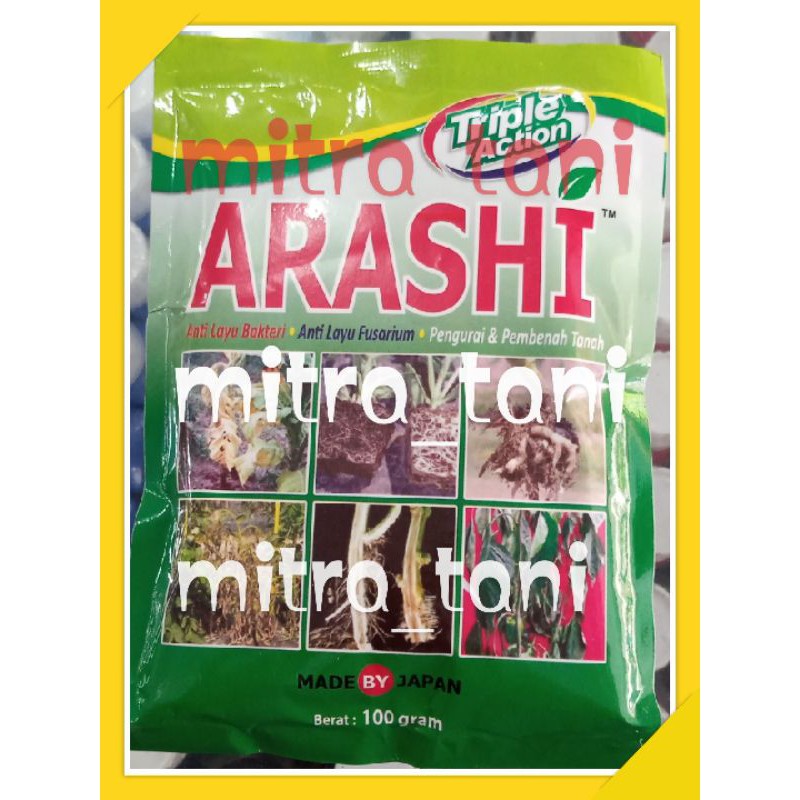 Triple
Action
mitra_tani
ARASHI™
Anti Layu Bakteri • Anti Layu Fusarium • Pengurai & Pembenah Tanah
mitra_tani
mitra_tani
MADE BY JAPAN
Berat : 100 gram